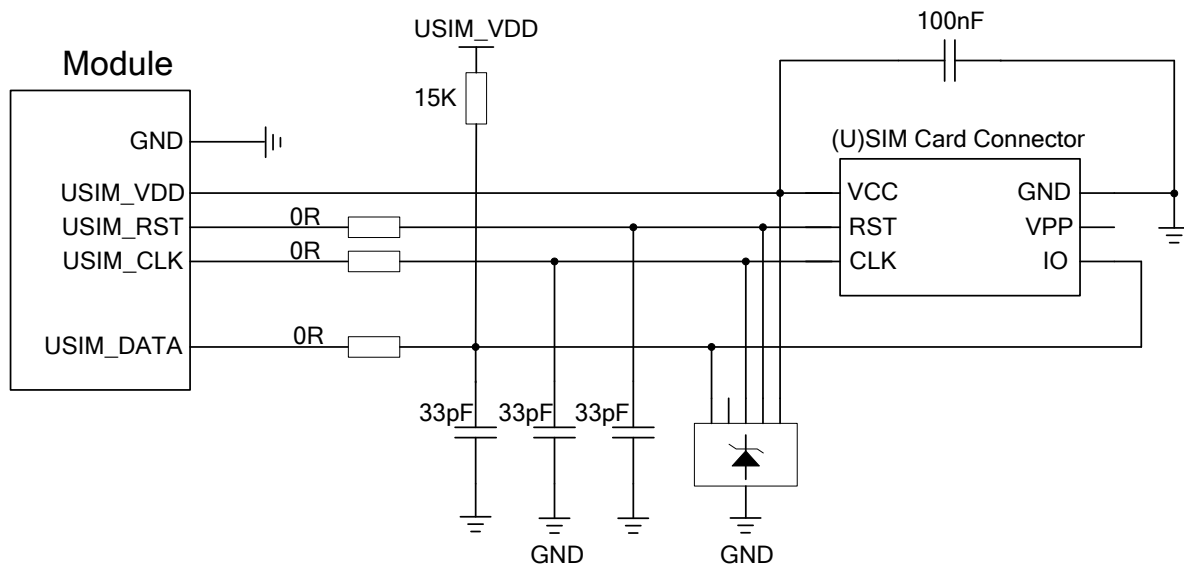 100nF
USIM_VDD
Module
15K
(U)SIM Card Connector
GND
USIM_VDD
VCC
GND
USIM_RST
0R
RST
VPP
USIM_CLK
0R
CLK
IO
USIM_DATA
0R
33pF
33pF
33pF
GND
GND